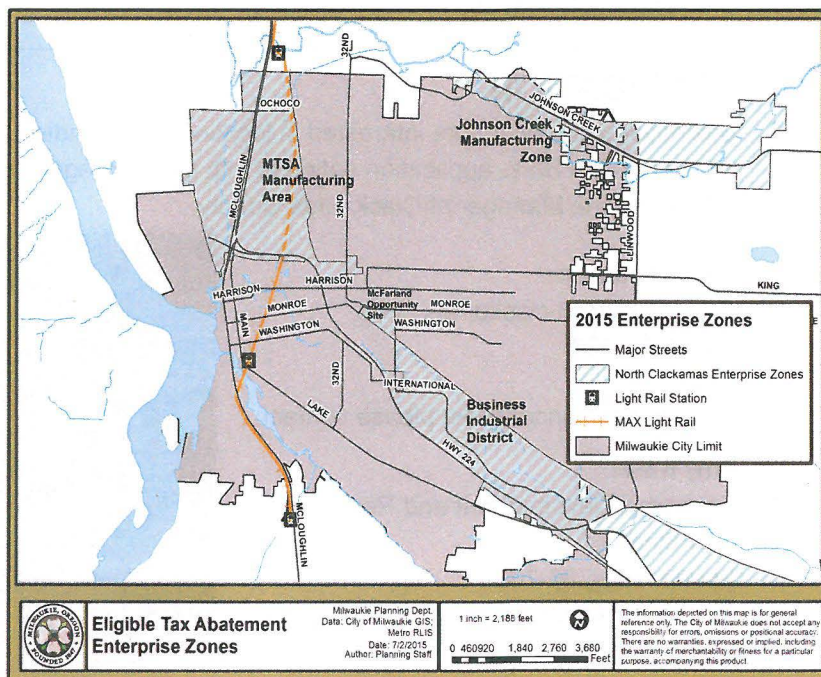 32ND
OCHOCO
JOHNSON CREEK
Johnson Creek
Manufacturing
Zone
MTSA
Manufacturing
Area
MCLOUGHLIN
32ND
LINWOOD
HARRISON
HARRISON
KING
McFarland
Opportunity
Site
MONROE
MONROE
MAIN
WASHINGTON
WASHINGTON
32ND
INTERNATIONAL
LAKE
Business
Industrial
District
HWY 224
MCLOUGHLIN
E
2015 Enterprise Zones
Major Streets
North Clackamas Enterprise Zones
Light Rail Station
MAX Light Rail
Milwaukie City Limit
MILWAUKIE, OREGON
FOUNDED 1847
Eligible Tax Abatement
Enterprise Zones
Milwaukie Planning Dept.
Data: City of Milwaukie GIS;
Metro RLIS
Date: 7/2/2015
Author: Planning Staff
1 inch = 2,188 feet
0 460920 1,840 2,760 3,680
Feet
The information depicted on this map is for general
reference only. The City of Milwaukie does not accept any
responsibility for errors, omissions or positional accuracy.
There are no warranties, expressed or implied, including
the warranty of merchantability or fitness for a particular
purpose, accompanying this product.